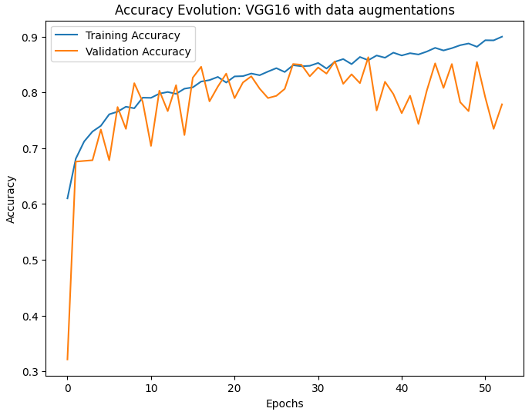 Accuracy Evolution: VGG16 with data augmentations
Training Accuracy
Validation Accuracy
0.9
0.8
0.7
0.6
0.5
0.4
0.3
Accuracy
0 10 20 30 40 50
Epochs